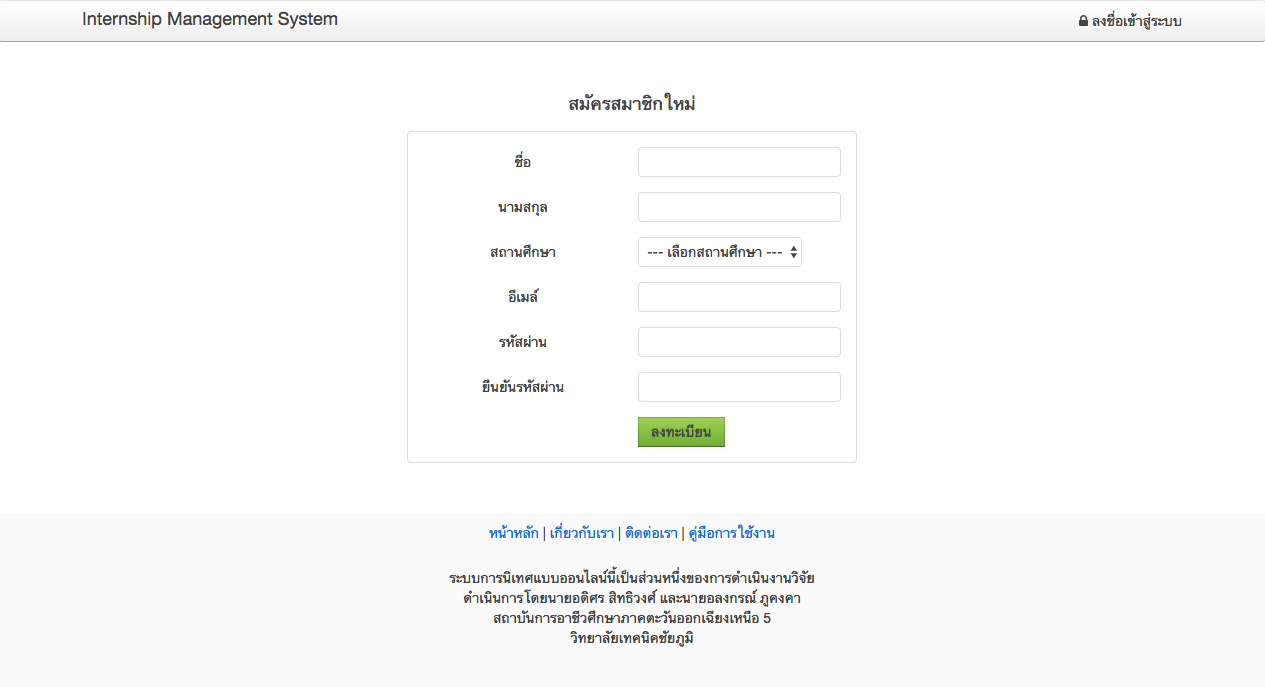 Internship Management System
ลงชื่อเข้าสู่ระบบ
สมัครสมาชิกใหม่
ชื่อ
นามสกุล
สถานศึกษา
--- เลือกสถานศึกษา ---
อีเมล์
รหัสผ่าน
ยืนยันรหัสผ่าน
ลงทะเบียน
หน้าหลัก | เกี่ยวกับเรา | ติดต่อเรา | คู่มือการใช้งาน
ระบบการนิเทศแบบออนไลน์นี้เป็นส่วนหนึ่งของการดำเนินงานวิจัย
ดำเนินการโดยนายอดิศร สิทธิวงศ์ และนายอลงกรณ์ ภูคงคา
สถาบันการอาชีวศึกษาภาคตะวันออกเฉียงเหนือ 5
วิทยาลัยเทคนิคชัยภูมิ